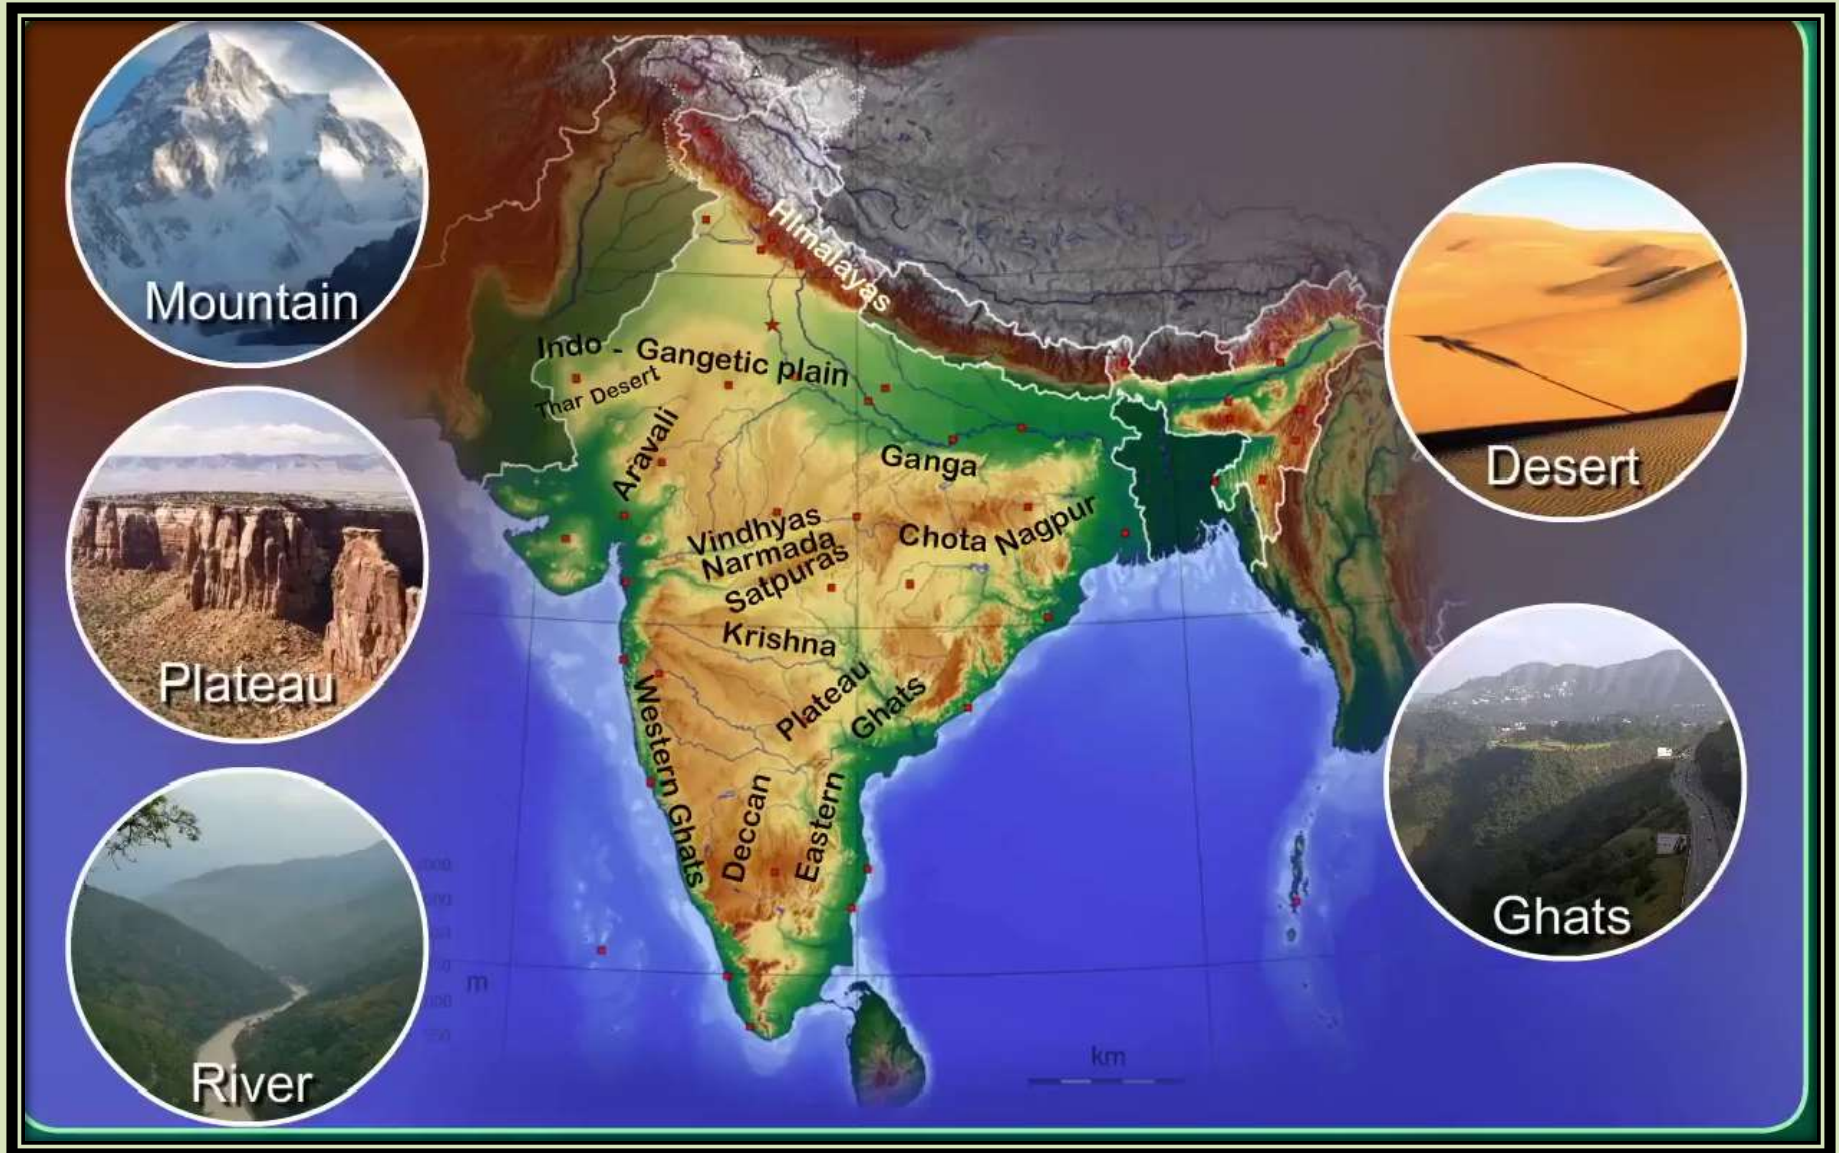 Mountain
Plateau
River
Himalayas
Indo - Gangetic plain
Thar Desert
Aravali
Ganga
Vindhyas
Narmada
Satpuras
Chota Nagpur
Krishna
Western Ghats
Deccan Plateau
Eastern Ghats
m
km
Desert
Ghats